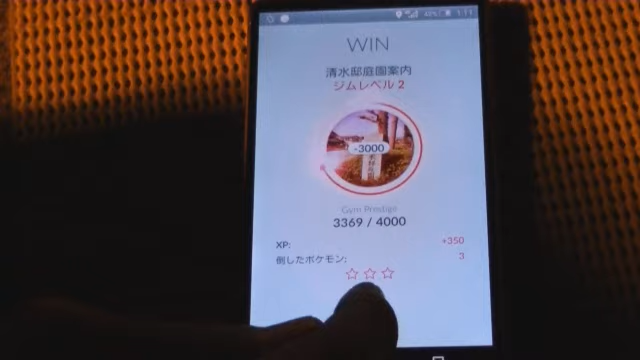 WIN
清水邸庭園案内
ジムレベル 2
-3000
Gym Prestige
3369 / 4000
XP: +350
倒したポケモン: 3